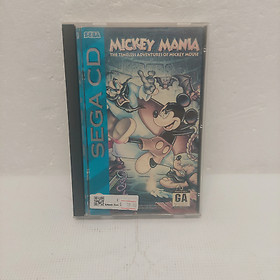 SEGA
MICKEY MANIA
THE TIMELESS ADVENTURES OF MICKEY MOUSE
SEGA CD
GA